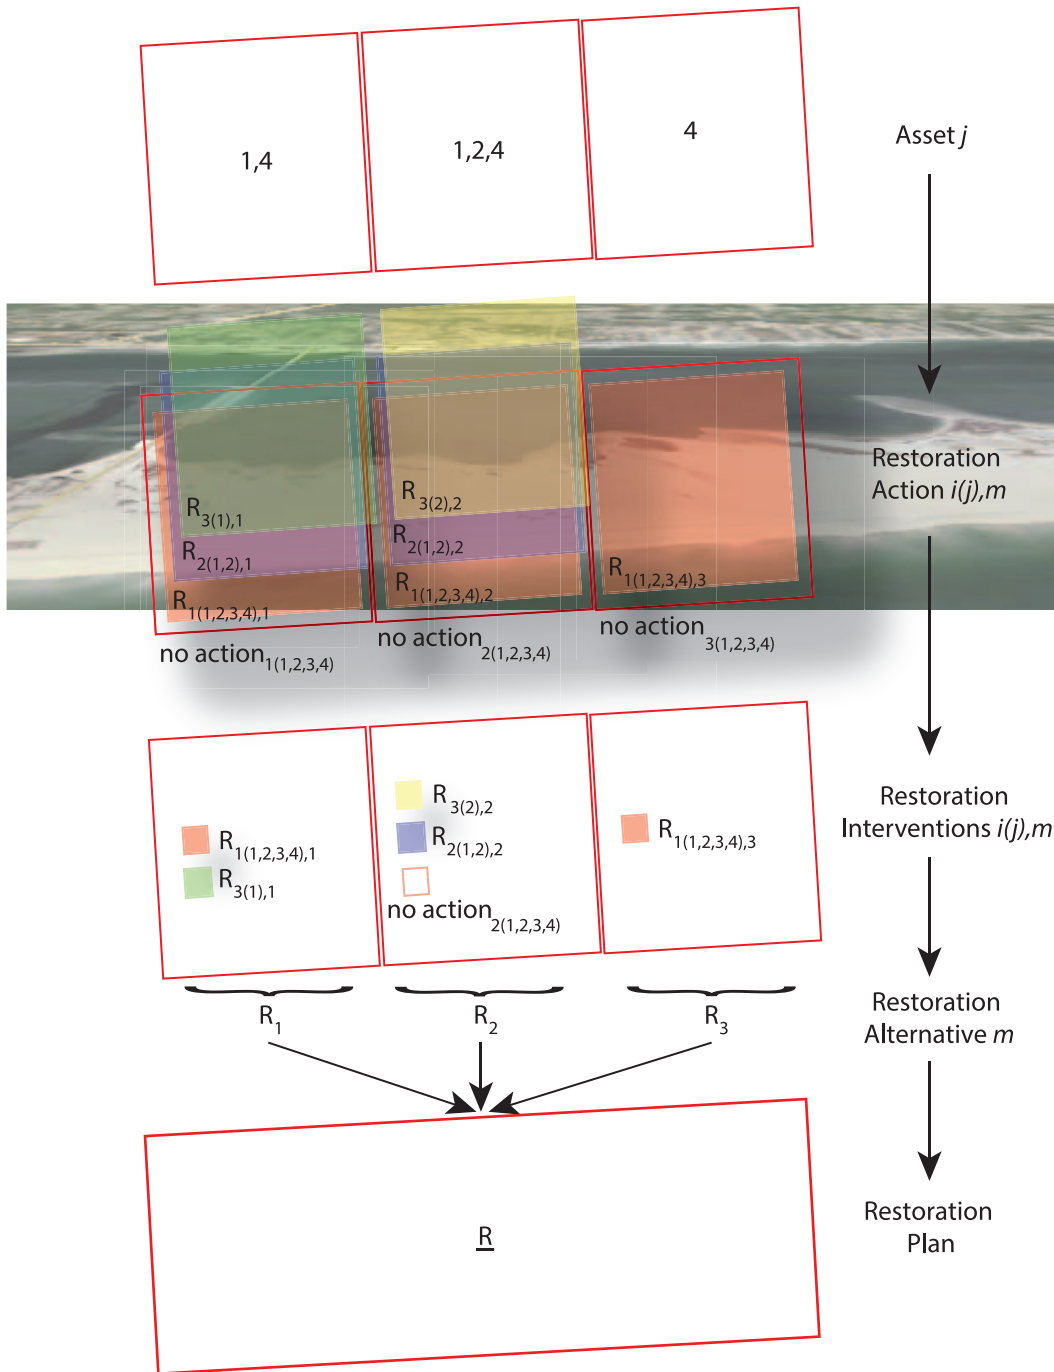 1,4
1,2,4
4
Asset j
Restoration
Action i(j),m
R3(1),1
R2(1,2),1
R1(1,2,3,4),1
no action1(1,2,3,4)
R3(2),2
R2(1,2),2
R1(1,2,3,4),2
no action2(1,2,3,4)
R1(1,2,3,4),3
no action3(1,2,3,4)
R1(1,2,3,4),1
R3(1),1
R3(2),2
R2(1,2),2
no action2(1,2,3,4)
R1(1,2,3,4),3
Restoration
Interventions i(j),m
R1
R2
R3
Restoration
Alternative m
R
Restoration
Plan